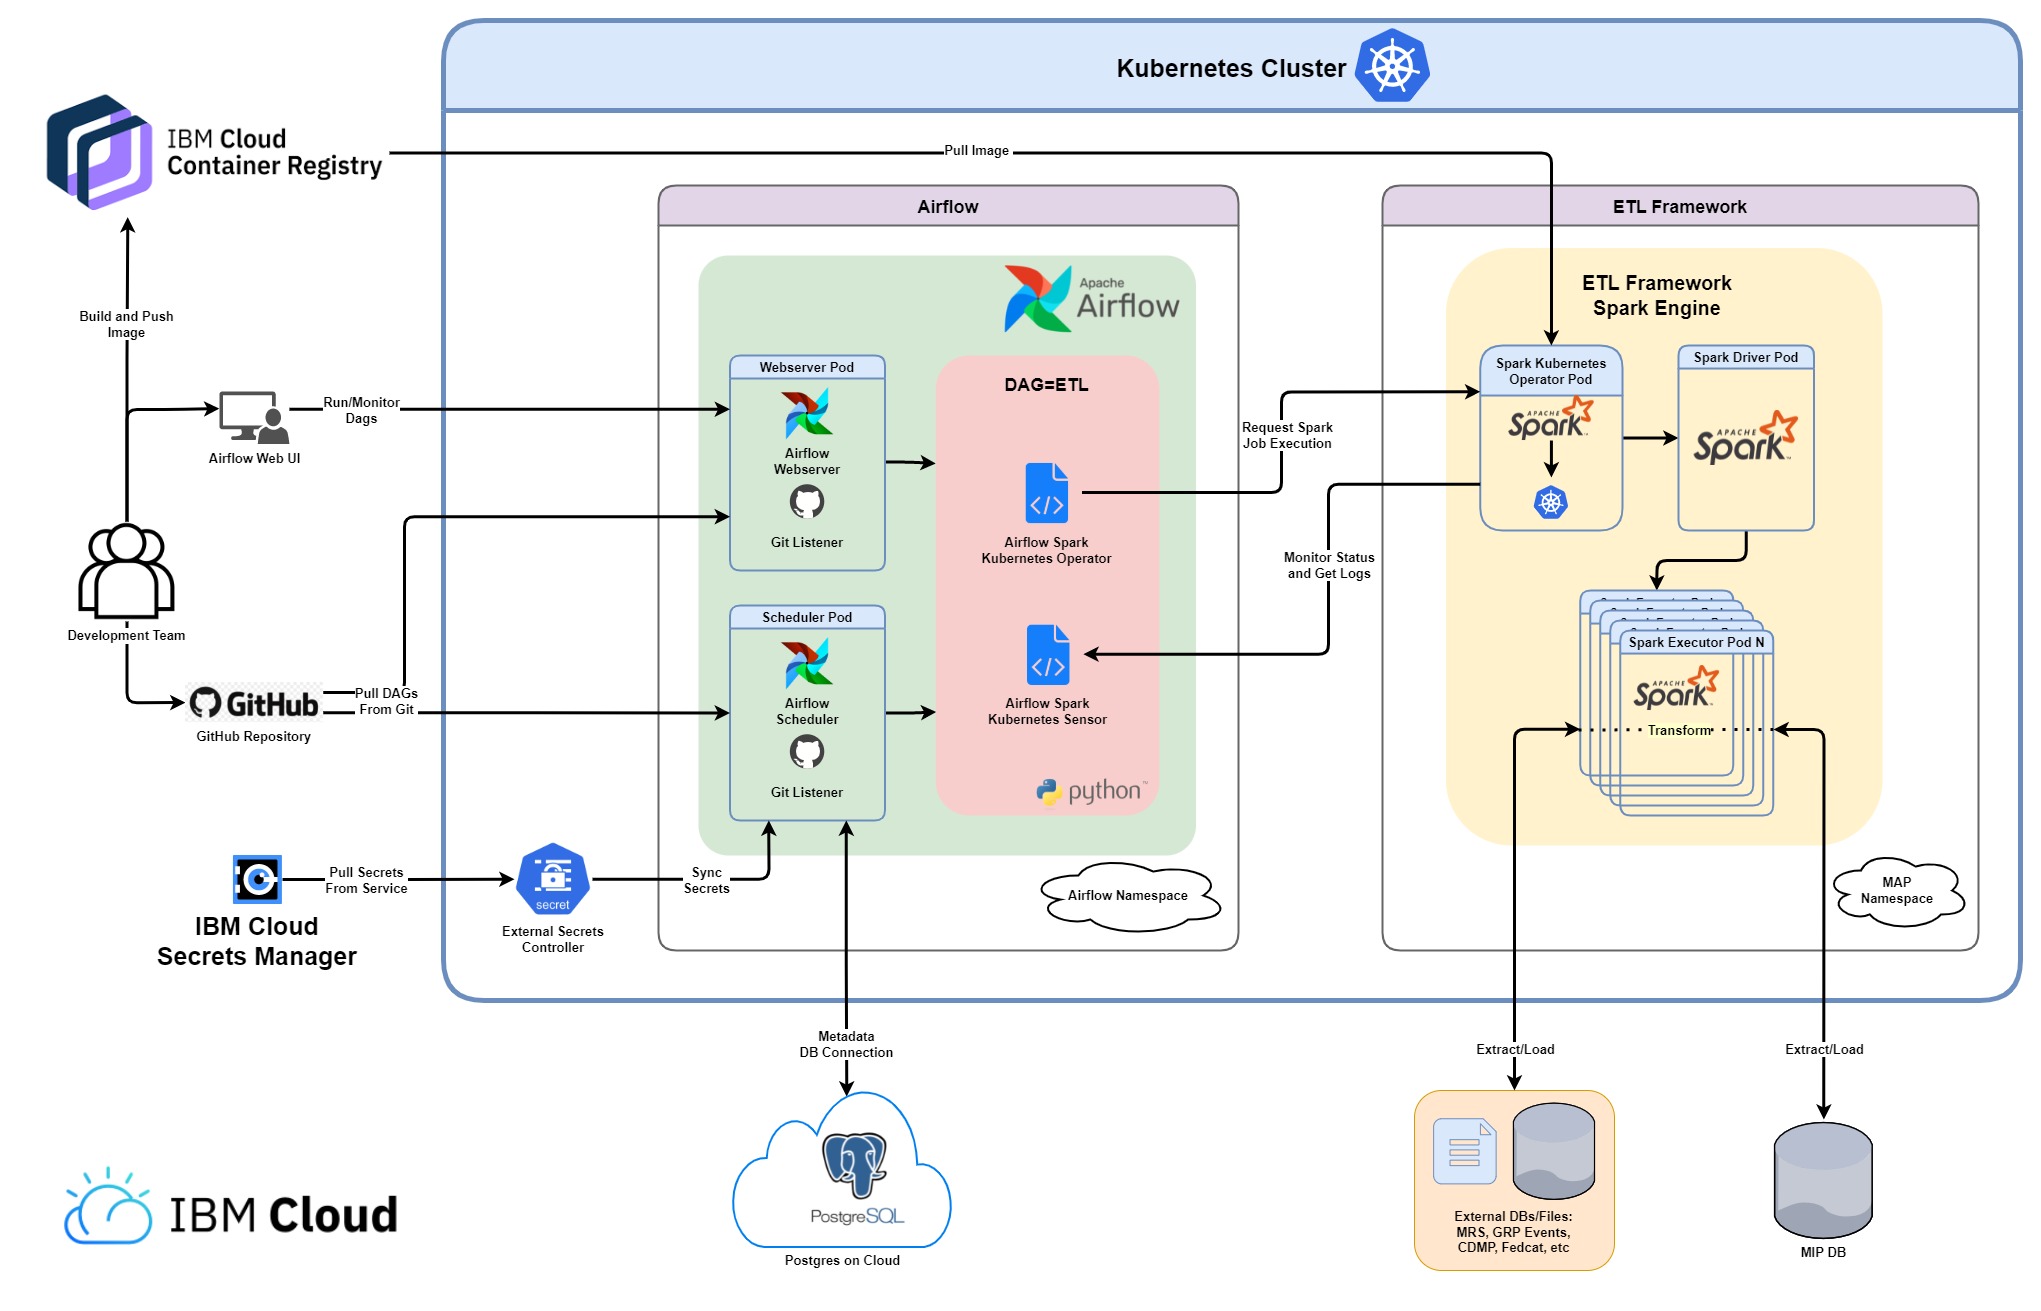 Kubernetes Cluster
IBM Cloud
Container Registry
Pull Image
Airflow
ETL Framework
Apache
Airflow
ETL Framework
Spark Engine
Build and Push
Image
Webserver Pod
DAG=ETL
Spark Kubernetes
Operator Pod
Spark Driver Pod
Run/Monitor
Dags
Airflow Web UI
Airflow
Webserver
Git Listener
Request Spark
Job Execution
APACHE
Spark
APACHE
Spark
Airflow Spark
Kubernetes Operator
Monitor Status
and Get Logs
Development Team
Scheduler Pod
Spark Executor Pod N
APACHE
Spark
Transform
Airflow
Scheduler
Git Listener
Airflow Spark
Kubernetes Sensor
python
GitHub
GitHub Repository
Pull DAGs
From Git
Pull Secrets
From Service
secret
External Secrets
Controller
Sync
Secrets
Airflow Namespace
MAP
Namespace
IBM Cloud
Secrets Manager
Metadata
DB Connection
Extract/Load
Extract/Load
PostgreSQL
Postgres on Cloud
External DBs/Files:
MRS, GRP Events,
CDMP, Fedcat, etc
MIP DB
IBM Cloud